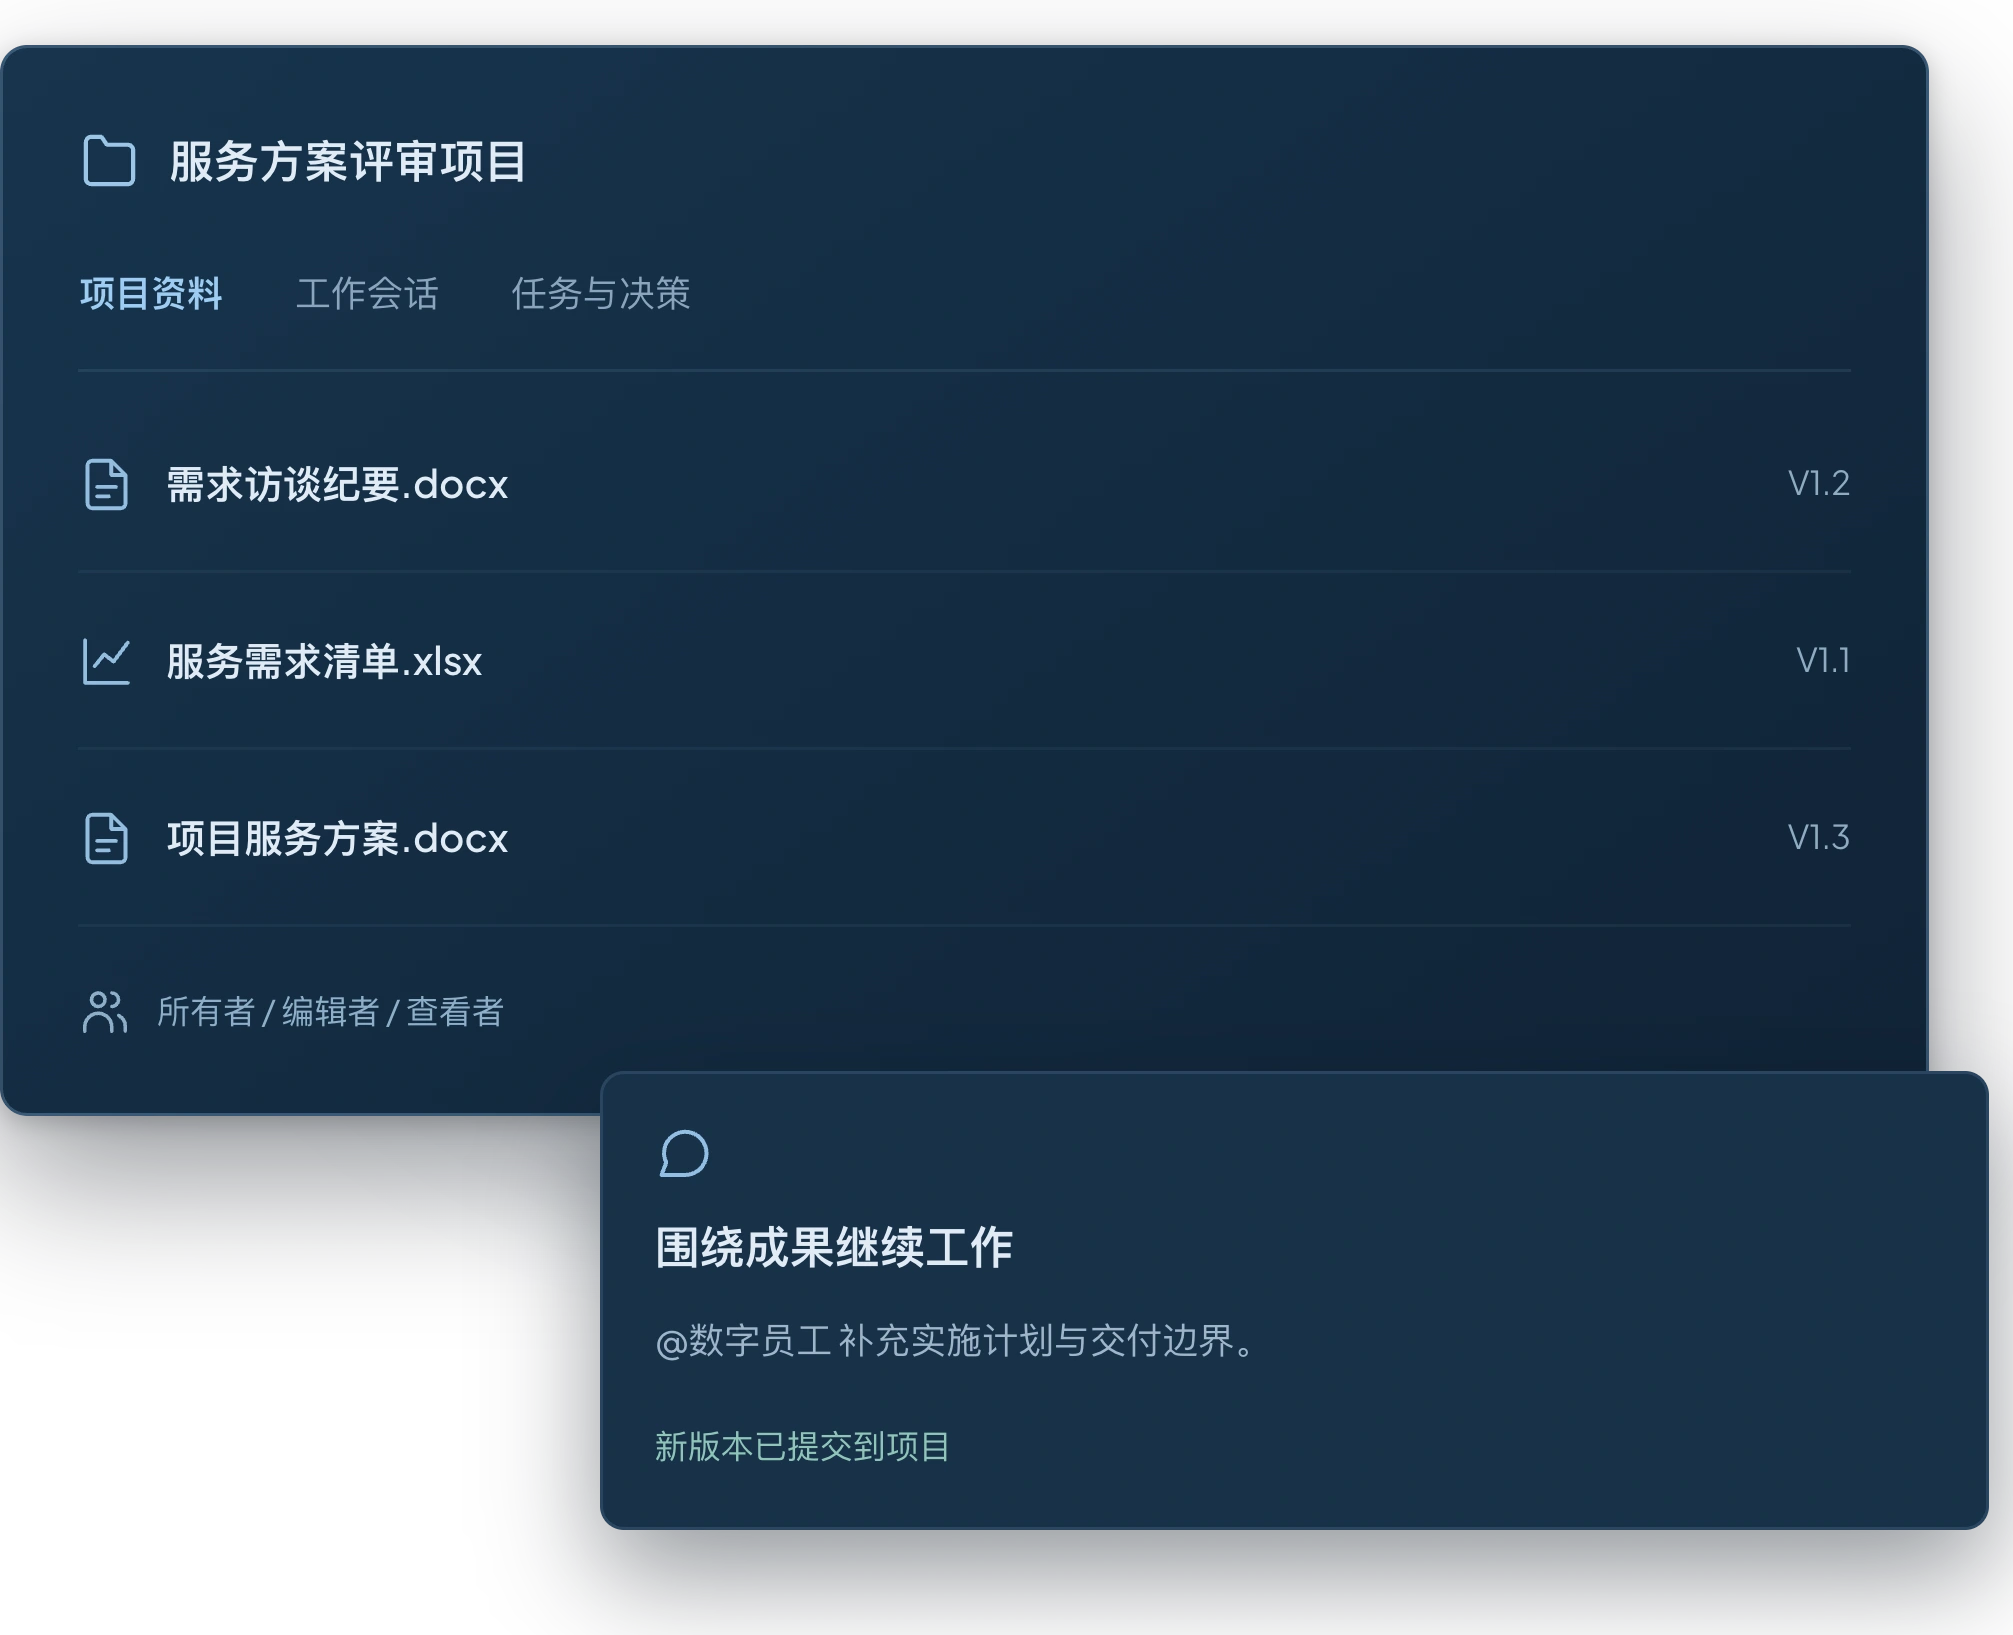 服务方案评审项目
项目资料 工作会话 任务与决策
需求访谈纪要.docx V1.2
服务需求清单.xlsx V1.1
项目服务方案.docx V1.3
所有者 / 编辑者 / 查看者
围绕成果继续工作
@数字员工 补充实施计划与交付边界。
新版本已提交到项目